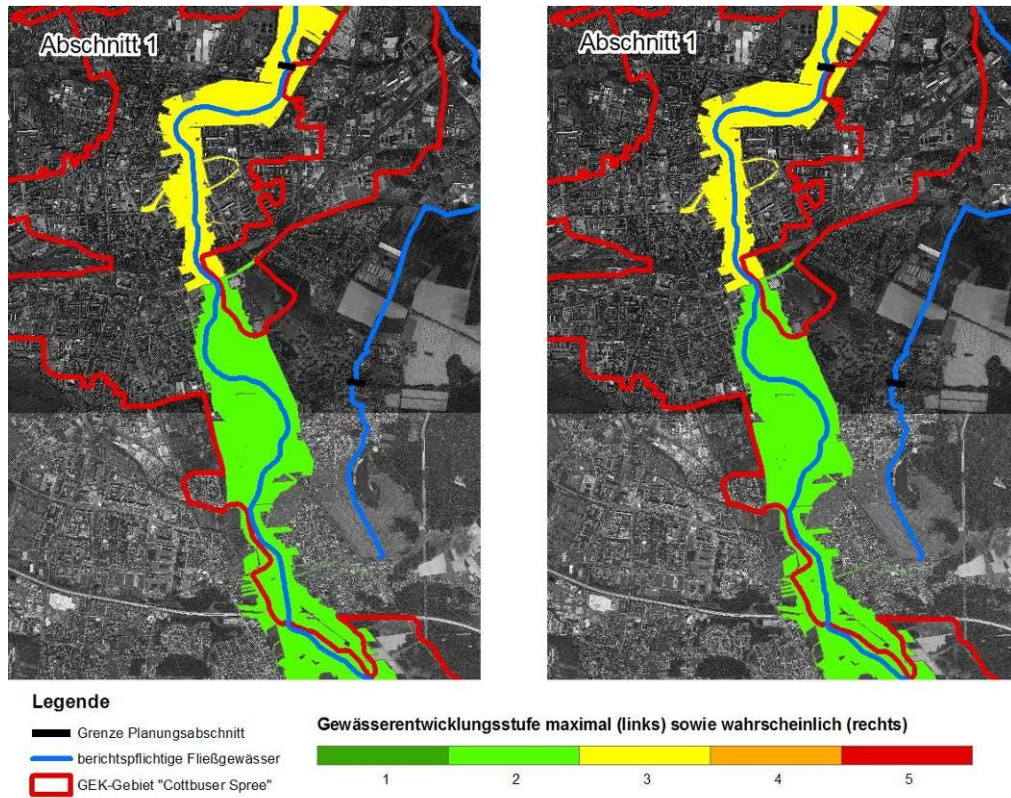 Abschnitt 1
Abschnitt 1
Legende
Grenze Planungsabschnitt
berichtspflichtige Fließgewässer
GEK-Gebiet "Cottbuser Spree"
Gewässerentwicklungsstufe maximal (links) sowie wahrscheinlich (rechts)
1 2 3 4 5